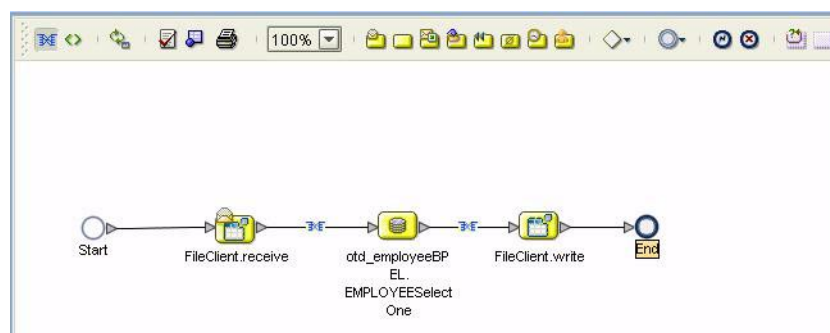 100%
Start
FileClient.receive
otd_employeeBP
EL.
EMPLOYEESelect
One
FileClient.write
End